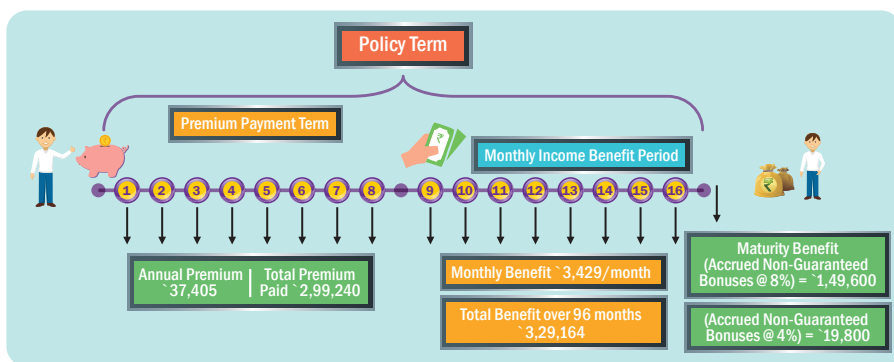 Policy Term
Premium Payment Term
Monthly Income Benefit Period
1 2 3 4 5 6 7 8 9 10 11 12 13 14 15 16
Annual Premium
`37,405
Total Premium
Paid `2,99,240
Monthly Benefit `3,429/month
Total Benefit over 96 months
`3,29,164
Maturity Benefit
(Accrued Non-Guaranteed
Bonuses @ 8%) = `1,49,600
(Accrued Non-Guaranteed
Bonuses @ 4%) = `19,800